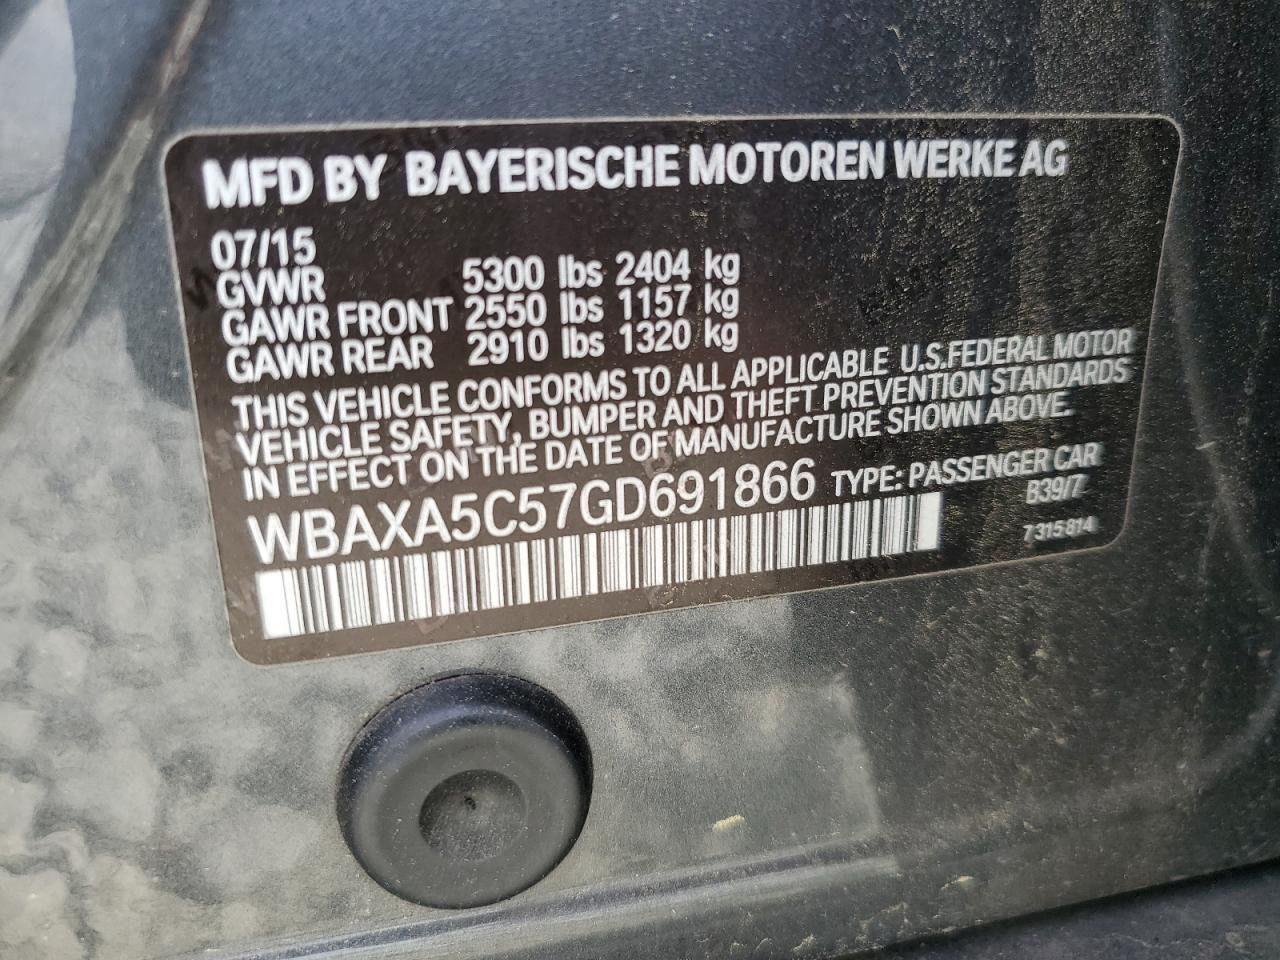 MFD BY BAYERISCHE MOTOREN WERKE AG
07/15
GVWR 5300 lbs 2404 kg
GAWR FRONT 2550 lbs 1157 kg
GAWR REAR 2910 lbs 1320 kg
THIS VEHICLE CONFORMS TO ALL APPLICABLE U.S.FEDERAL MOTOR
VEHICLE SAFETY, BUMPER AND THEFT PREVENTION STANDARDS
IN EFFECT ON THE DATE OF MANUFACTURE SHOWN ABOVE.
WBAXA5C57GD691866 TYPE: PASSENGER CAR
B39/7
7 315 814